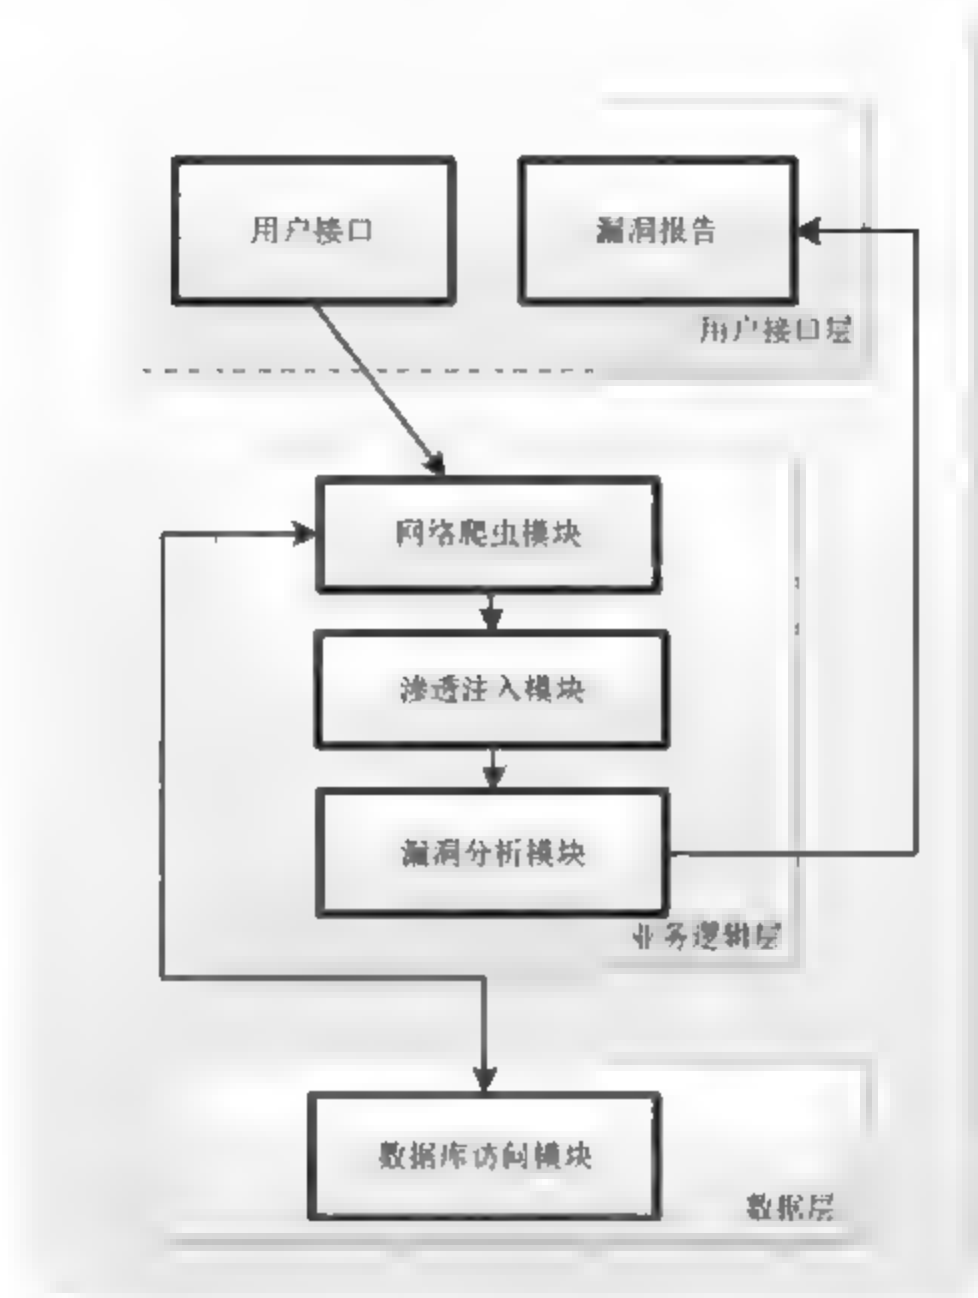 用户接口
漏洞报告
用户接口层
网络爬虫模块
渗透注入模块
漏洞分析模块
业务逻辑层
数据库访问模块
数据层